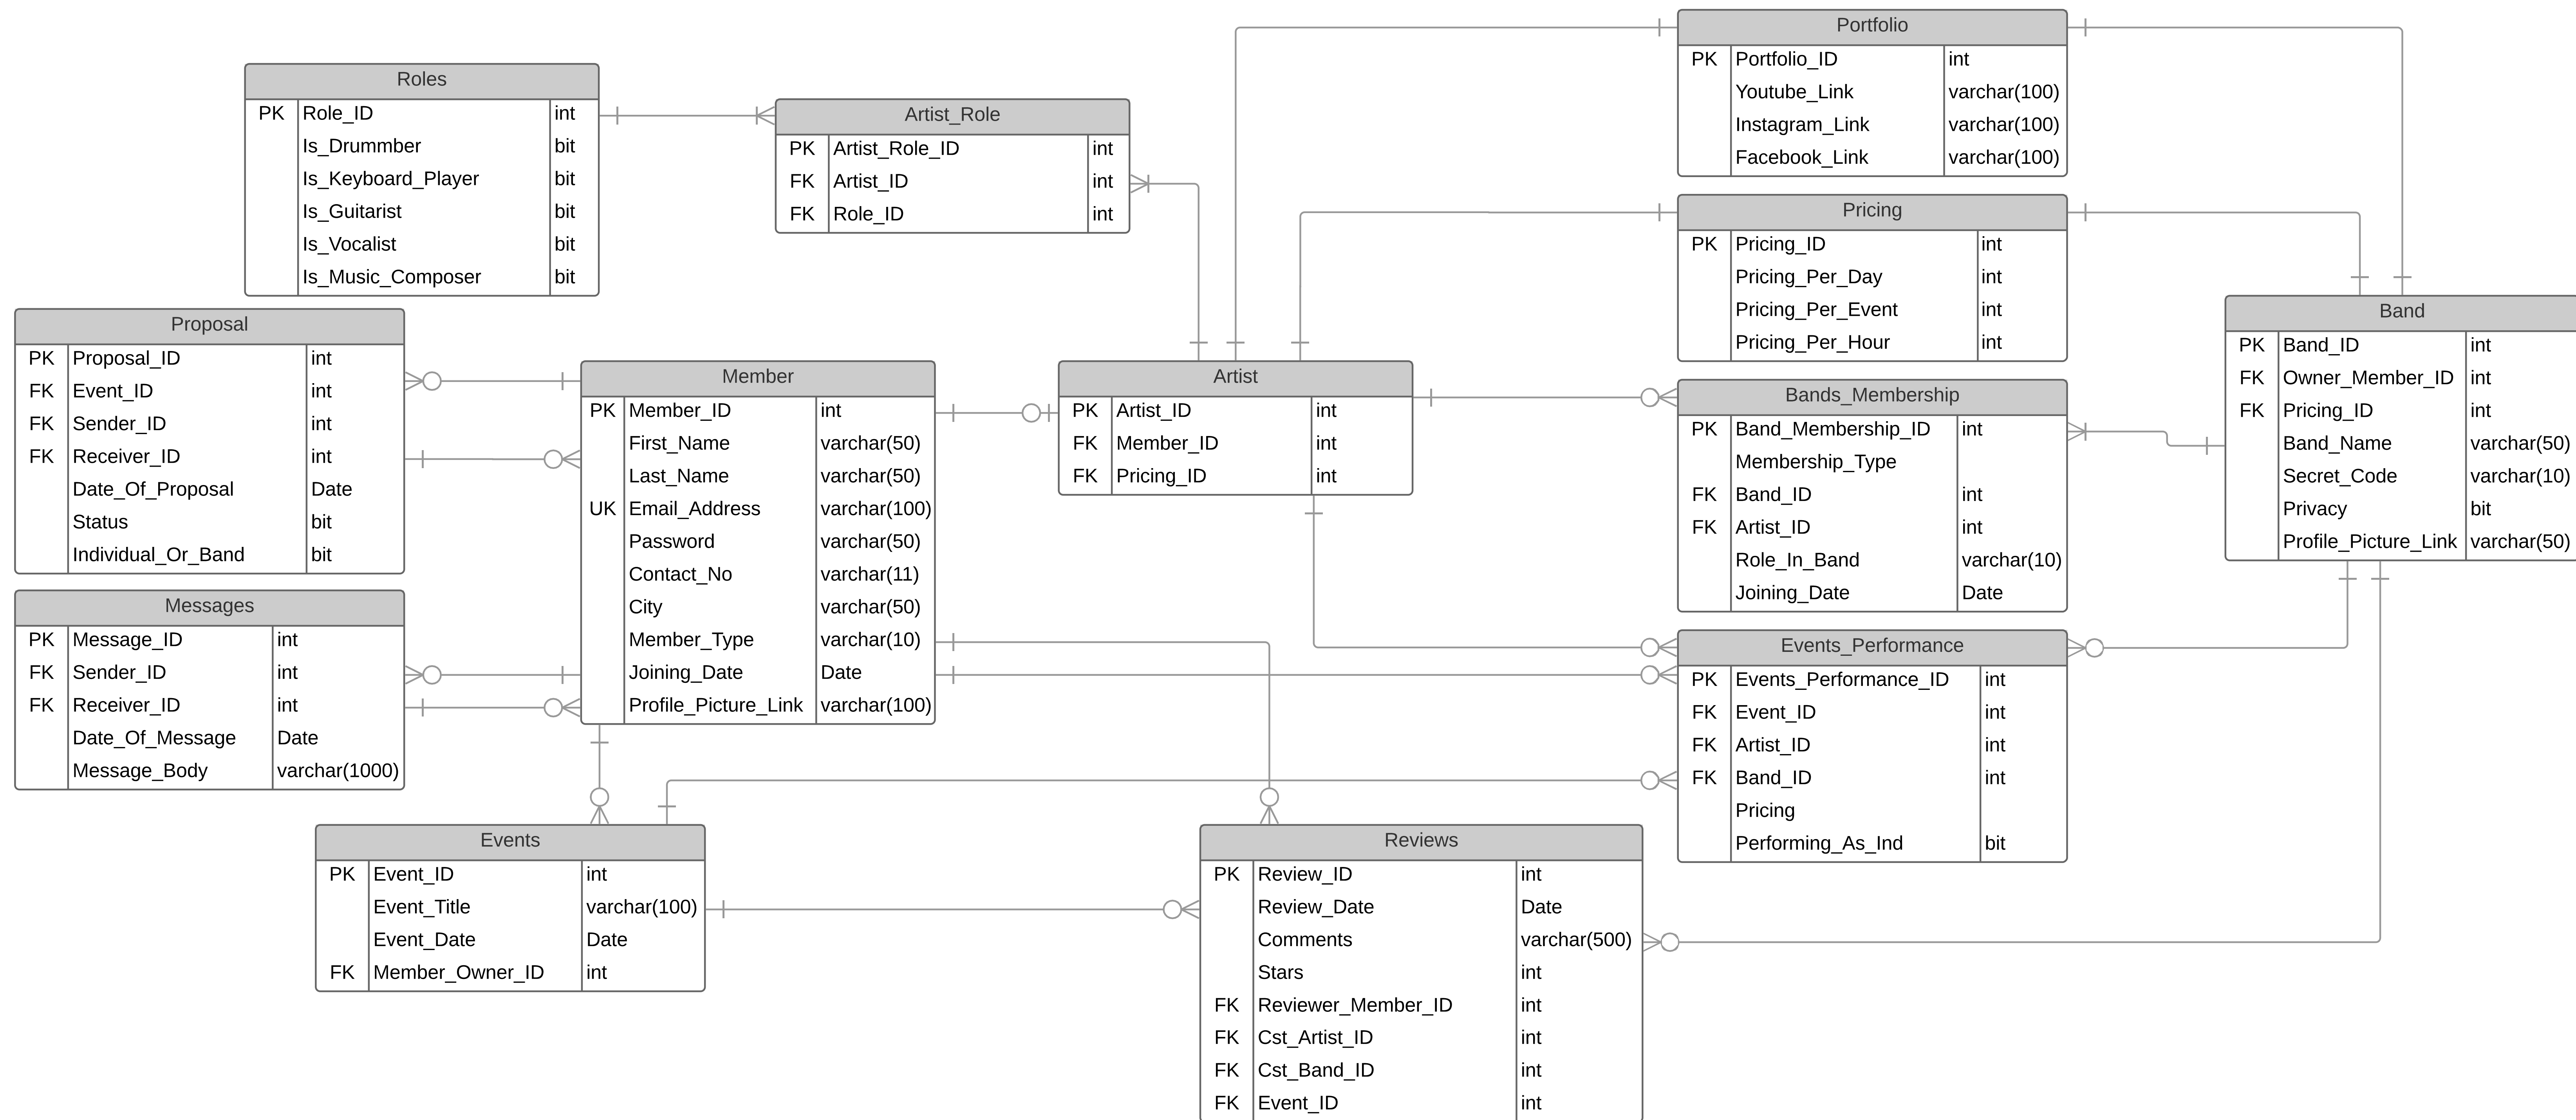 Portfolio
PK Portfolio_ID int
Youtube_Link varchar(100)
Instagram_Link varchar(100)
Facebook_Link varchar(100)
Roles
PK Role_ID int
Is_Drummber bit
Is_Keyboard_Player bit
Is_Guitarist bit
Is_Vocalist bit
Is_Music_Composer bit
Artist_Role
PK Artist_Role_ID int
FK Artist_ID int
FK Role_ID int
Pricing
PK Pricing_ID int
Pricing_Per_Day int
Pricing_Per_Event int
Pricing_Per_Hour int
Proposal
PK Proposal_ID int
FK Event_ID int
FK Sender_ID int
FK Receiver_ID int
Date_Of_Proposal Date
Status bit
Individual_Or_Band bit
Member
PK Member_ID int
First_Name varchar(50)
Last_Name varchar(50)
UK Email_Address varchar(100)
Password varchar(50)
Contact_No varchar(11)
City varchar(50)
Member_Type varchar(10)
Joining_Date Date
Profile_Picture_Link varchar(100)
Artist
PK Artist_ID int
FK Member_ID int
FK Pricing_ID int
Bands_Membership
PK Band_Membership_ID int
Membership_Type
FK Band_ID int
FK Artist_ID int
Role_In_Band varchar(10)
Joining_Date Date
Band
PK Band_ID int
FK Owner_Member_ID int
FK Pricing_ID int
Band_Name varchar(50)
Secret_Code varchar(10)
Privacy bit
Profile_Picture_Link varchar(50)
Messages
PK Message_ID int
FK Sender_ID int
FK Receiver_ID int
Date_Of_Message Date
Message_Body varchar(1000)
Events_Performance
PK Events_Performance_ID int
FK Event_ID int
FK Artist_ID int
FK Band_ID int
Pricing
Performing_As_Ind bit
Events
PK Event_ID int
Event_Title varchar(100)
Event_Date Date
FK Member_Owner_ID int
Reviews
PK Review_ID int
Review_Date Date
Comments varchar(500)
Stars int
FK Reviewer_Member_ID int
FK Cst_Artist_ID int
FK Cst_Band_ID int
FK Event_ID int